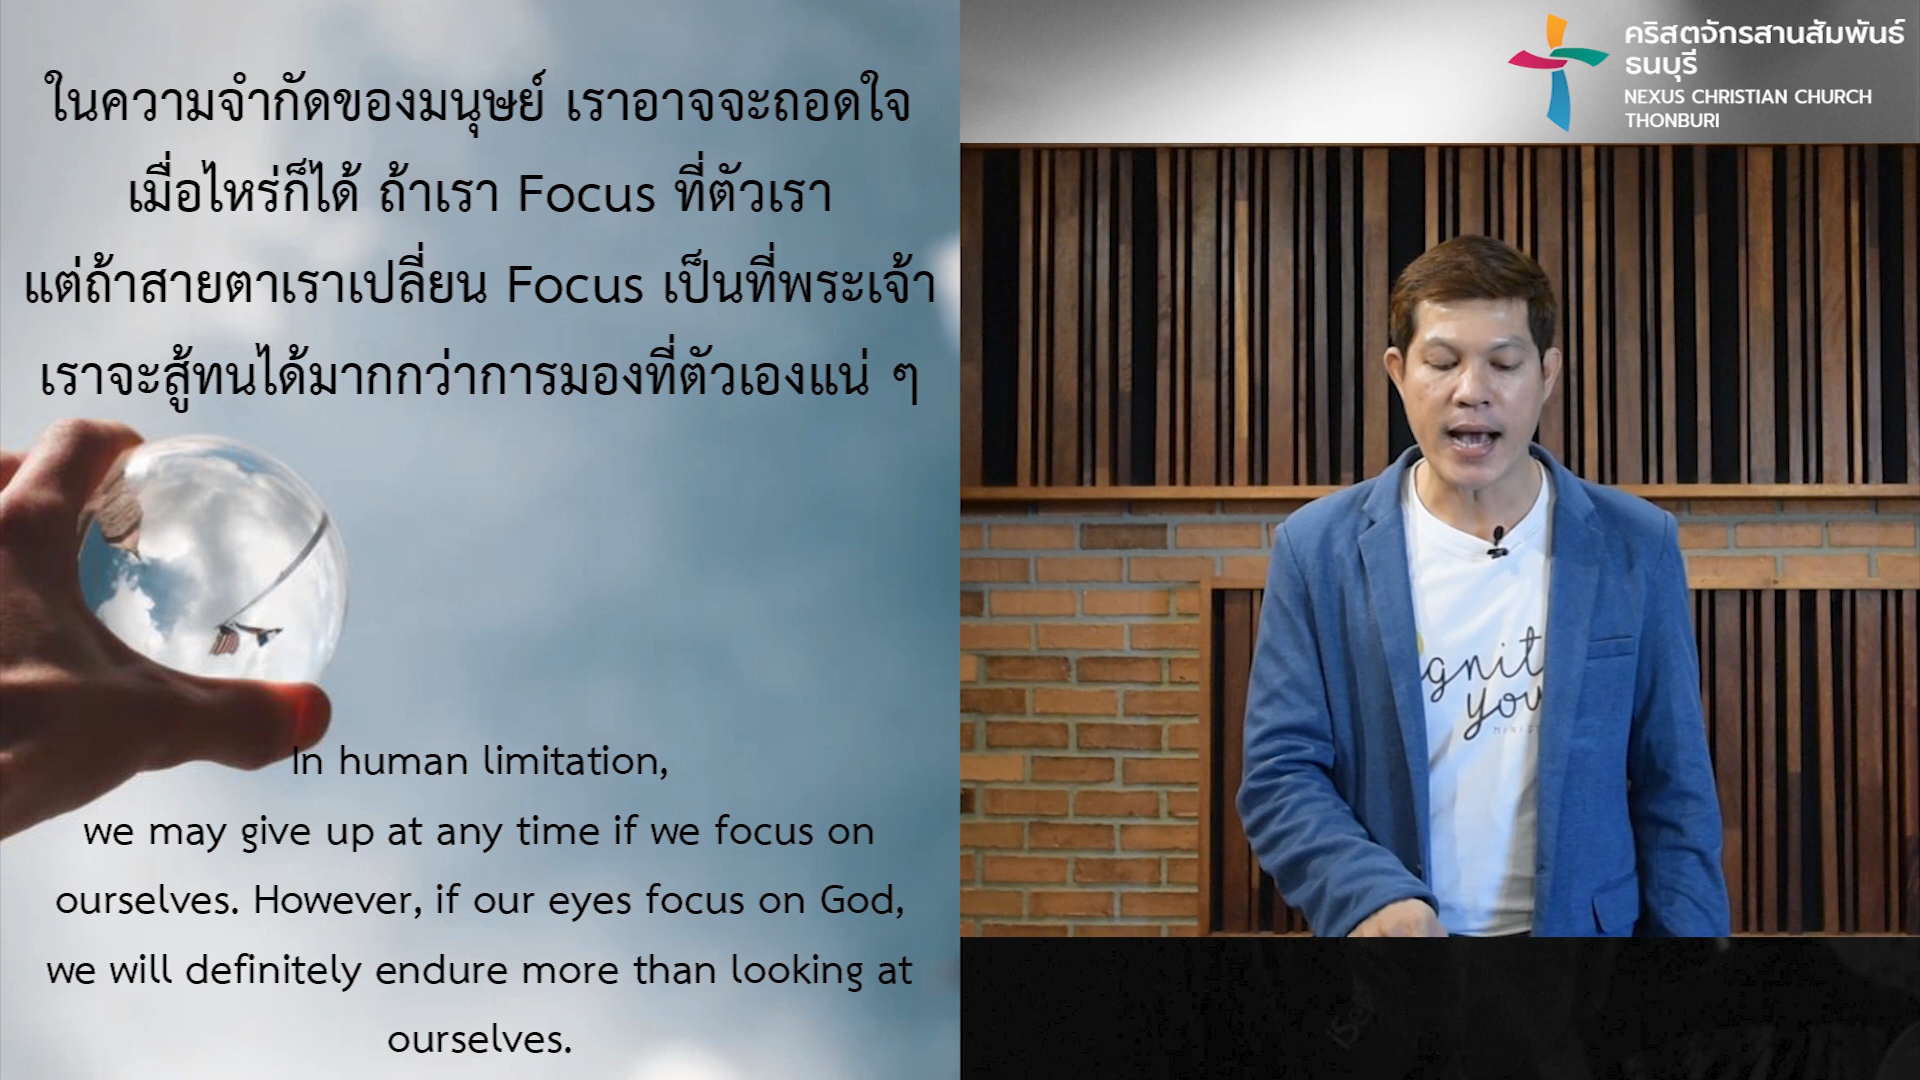 ในความจำกัดของมนุษย์ เราอาจจะถอดใจ
เมื่อไหร่ก็ได้ ถ้าเรา Focus ที่ตัวเรา
แต่ถ้าสายตาเราเปลี่ยน Focus เป็นที่พระเจ้า
เราจะสู้ทนได้มากกว่าการมองที่ตัวเองแน่ ๆ
In human limitation,
we may give up at any time if we focus on
ourselves. However, if our eyes focus on God,
we will definitely endure more than looking at
ourselves.
คริสตจักรสานสัมพันธ์
ธนบุรี
NEXUS CHRISTIAN CHURCH
THONBURI
gnit
you